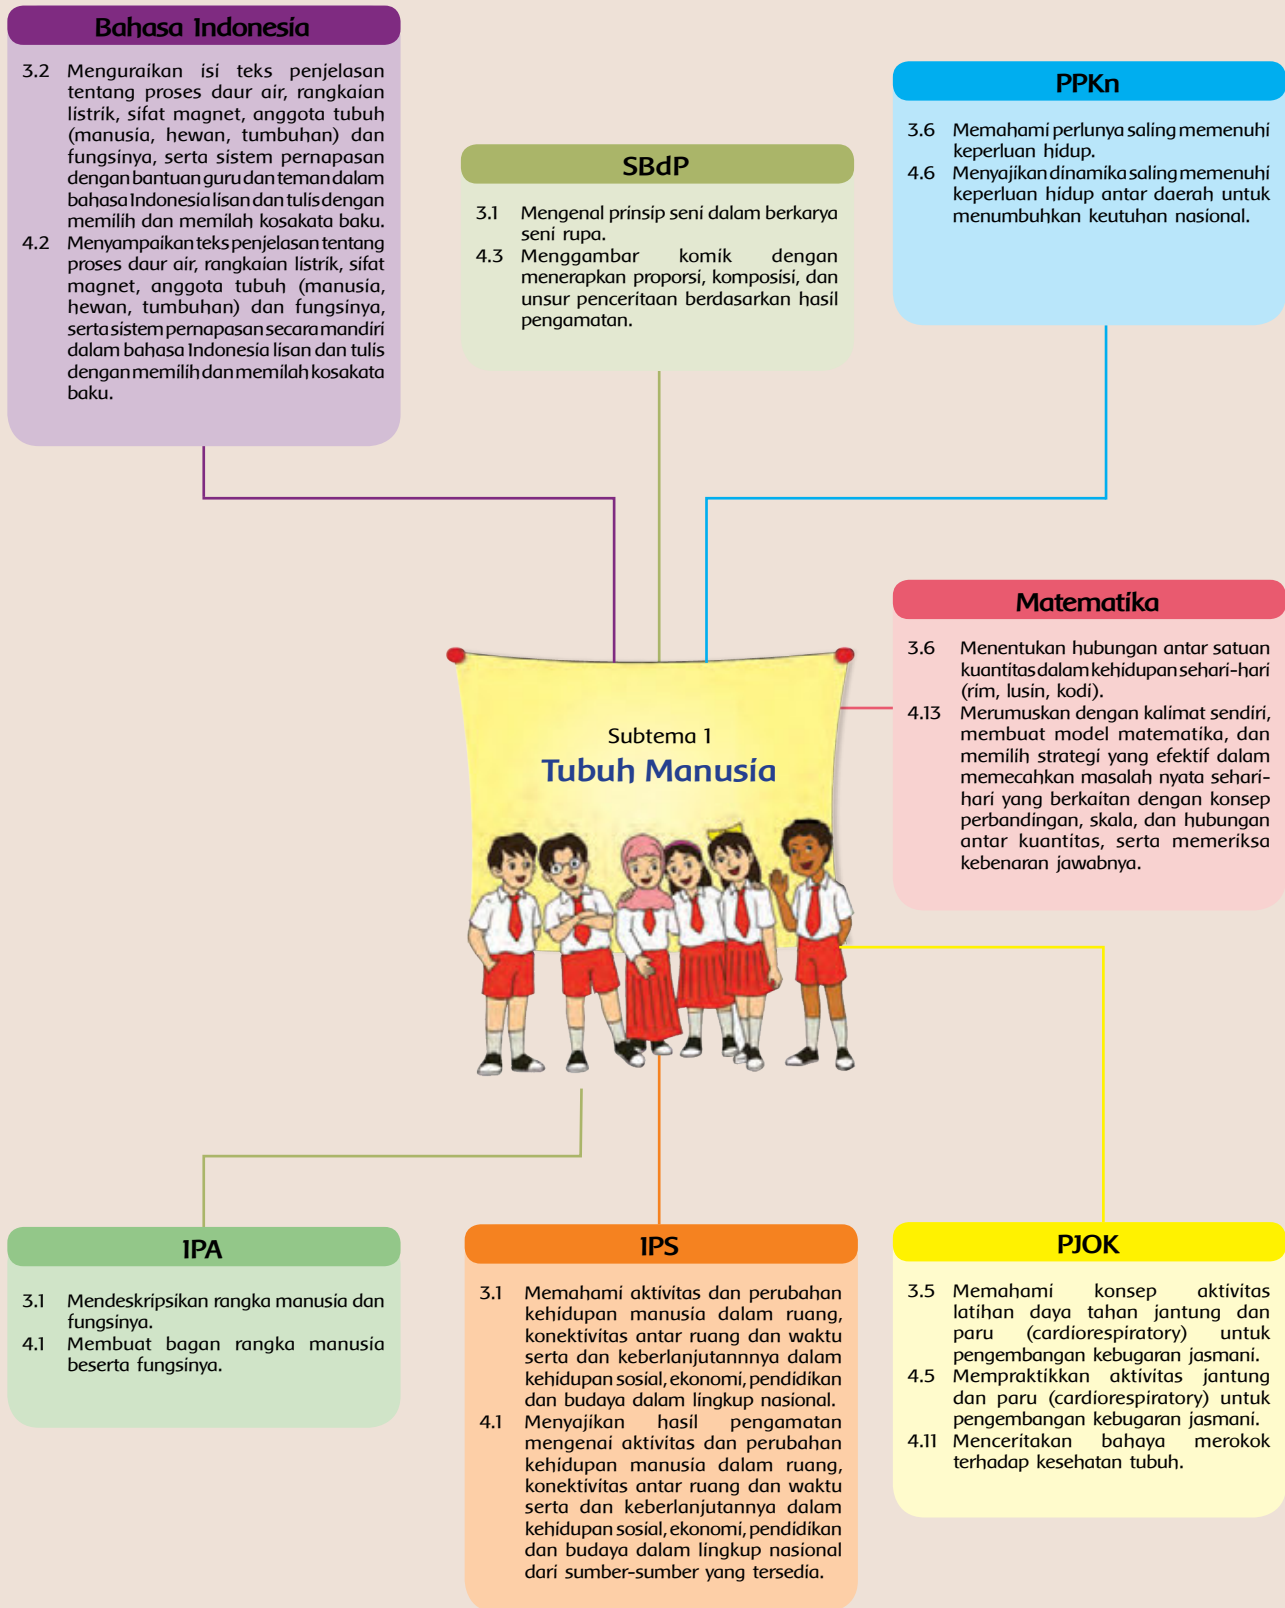 Bahasa Indonesia
3.2 Menguraikan isi teks penjelasan
tentang proses daur air, rangkaian
listrik, sifat magnet, anggota tubuh
(manusia, hewan, tumbuhan) dan
fungsinya, serta sistem pernapasan
dengan bantuan guru dan teman dalam
bahasa Indonesia lisan dan tulis dengan
memilih dan memilah kosakata baku.
4.2 Menyampaikan teks penjelasan tentang
proses daur air, rangkaian listrik, sifat
magnet, anggota tubuh (manusia,
hewan, tumbuhan) dan fungsinya,
serta sistem pernapasan secara mandiri
dalam bahasa Indonesia lisan dan tulis
dengan memilih dan memilah kosakata
baku.
SBdP
3.1 Mengenal prinsip seni dalam berkarya
seni rupa.
4.3 Menggambar komik dengan
menerapkan proporsi, komposisi, dan
unsur penceritaan berdasarkan hasil
pengamatan.
PPKn
3.6 Memahami perlunya saling memenuhi
keperluan hidup.
4.6 Menyajikan dinamika saling memenuhi
keperluan hidup antar daerah untuk
menumbuhkan keutuhan nasional.
Matematika
3.6 Menentukan hubungan antar satuan
kuantitas dalam kehidupan sehari-hari
(rim, lusin, kodi).
4.13 Merumuskan dengan kalimat sendiri,
membuat model matematika, dan
memilih strategi yang efektif dalam
memecahkan masalah nyata sehari-
hari yang berkaitan dengan konsep
perbandingan, skala, dan hubungan
antar kuantitas, serta memeriksa
kebenaran jawabnya.
Subtema 1
Tubuh Manusia
IPA
3.1 Mendeskripsikan rangka manusia dan
fungsinya.
4.1 Membuat bagan rangka manusia
beserta fungsinya.
IPS
3.1 Memahami aktivitas dan perubahan
kehidupan manusia dalam ruang,
konektivitas antar ruang dan waktu
serta dan keberlanjutannnya dalam
kehidupan sosial, ekonomi, pendidikan
dan budaya dalam lingkup nasional.
4.1 Menyajikan hasil pengamatan
mengenai aktivitas dan perubahan
kehidupan manusia dalam ruang,
konektivitas antar ruang dan waktu
serta dan keberlanjutannya dalam
kehidupan sosial, ekonomi, pendidikan
dan budaya dalam lingkup nasional
dari sumber-sumber yang tersedia.
PJOK
3.5 Memahami konsep aktivitas
latihan daya tahan jantung dan
paru (cardiorespiratory) untuk
pengembangan kebugaran jasmani.
4.5 Mempraktikkan aktivitas jantung
dan paru (cardiorespiratory) untuk
pengembangan kebugaran jasmani.
4.11 Menceritakan bahaya merokok
terhadap kesehatan tubuh.